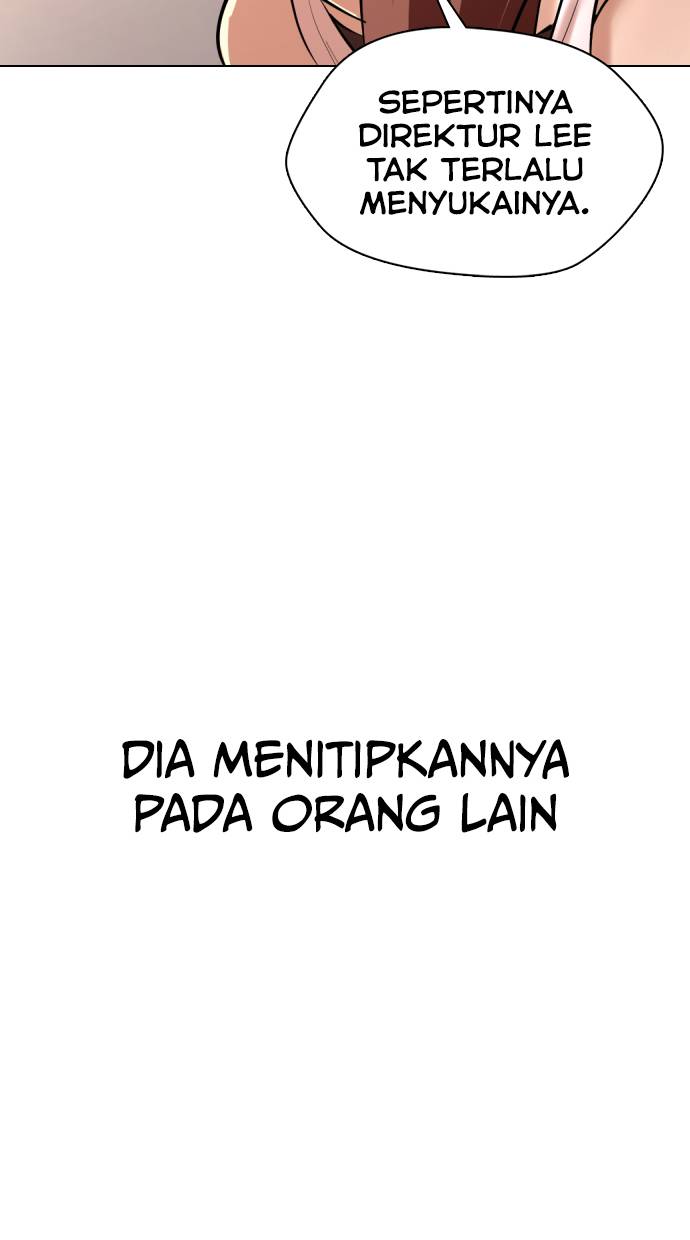 SEPERTINYA
DIREKTUR LEE
TAK TERLALU
MENYUKAINYA.
DIA MENITIPKANNYA
PADA ORANG LAIN